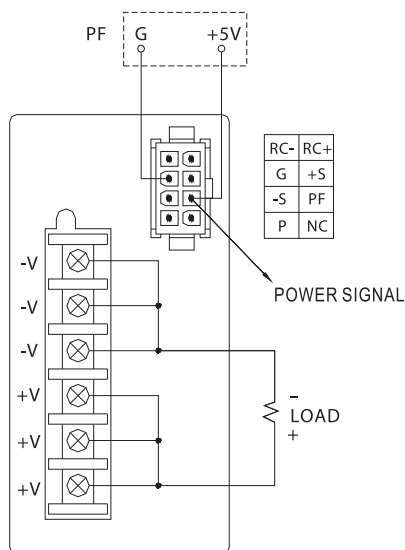 PF G +5V
RC- RC+
G +S
-S PF
P NC
POWER SIGNAL
-V
-V
-V
+V
+V
+V
-
LOAD
+